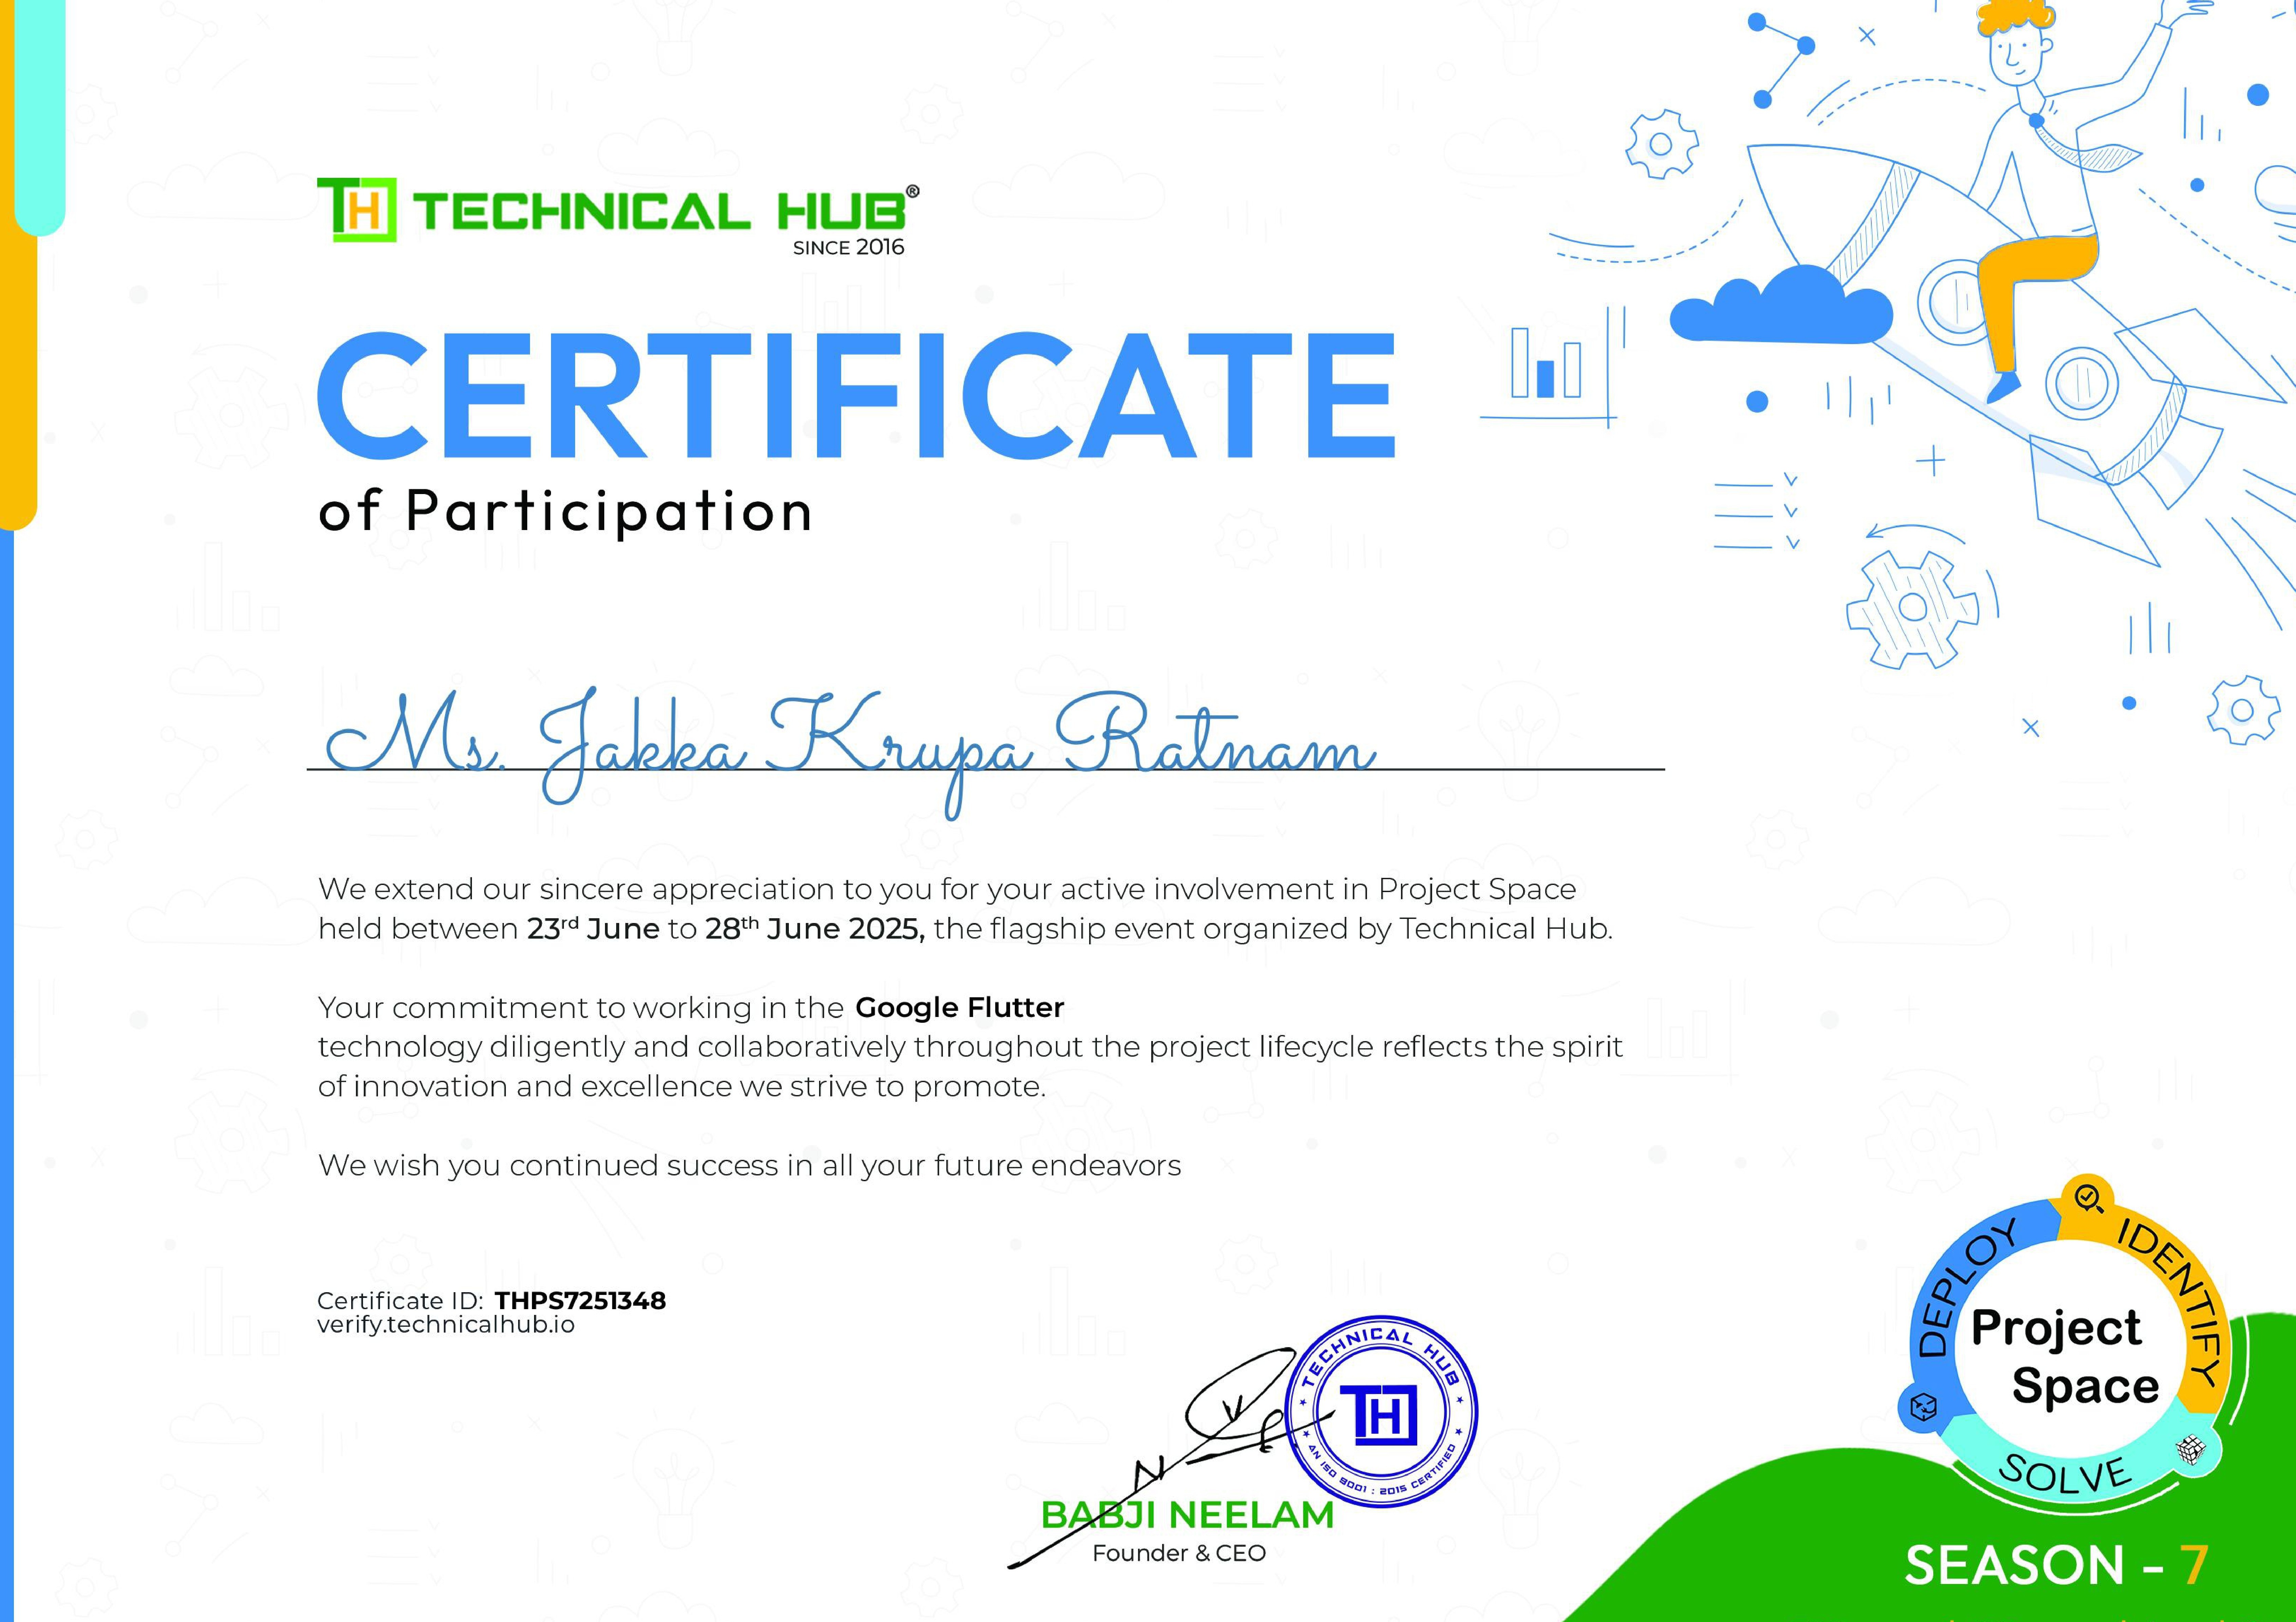 TH TECHNICAL HUB®
SINCE 2016
CERTIFICATE
of Participation
Ms. Jakka Krupa Ratnam
We extend our sincere appreciation to you for your active involvement in Project Space
held between 23rd June to 28th June 2025, the flagship event organized by Technical Hub.
Your commitment to working in the Google Flutter
technology diligently and collaboratively throughout the project lifecycle reflects the spirit
of innovation and excellence we strive to promote.
We wish you continued success in all your future endeavors
Certificate ID: THPS7251348
verify.technicalhub.io
TECHNICAL HUB
TH
AN ISO 9001 : 2015 CERTIFIED
BABJI NEELAM
Founder & CEO
DEPLOY
IDENTIFY
Project
Space
SOLVE
SEASON - 7